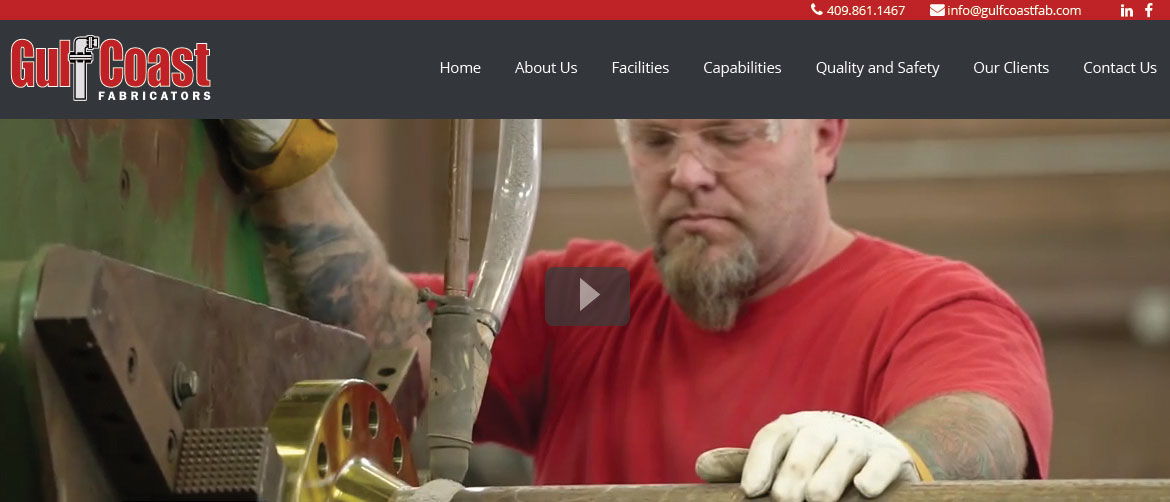 409.861.1467 info@gulfcoastfab.com in f
Gulf Coast
FABRICATORS
Home About Us Facilities Capabilities Quality and Safety Our Clients Contact Us